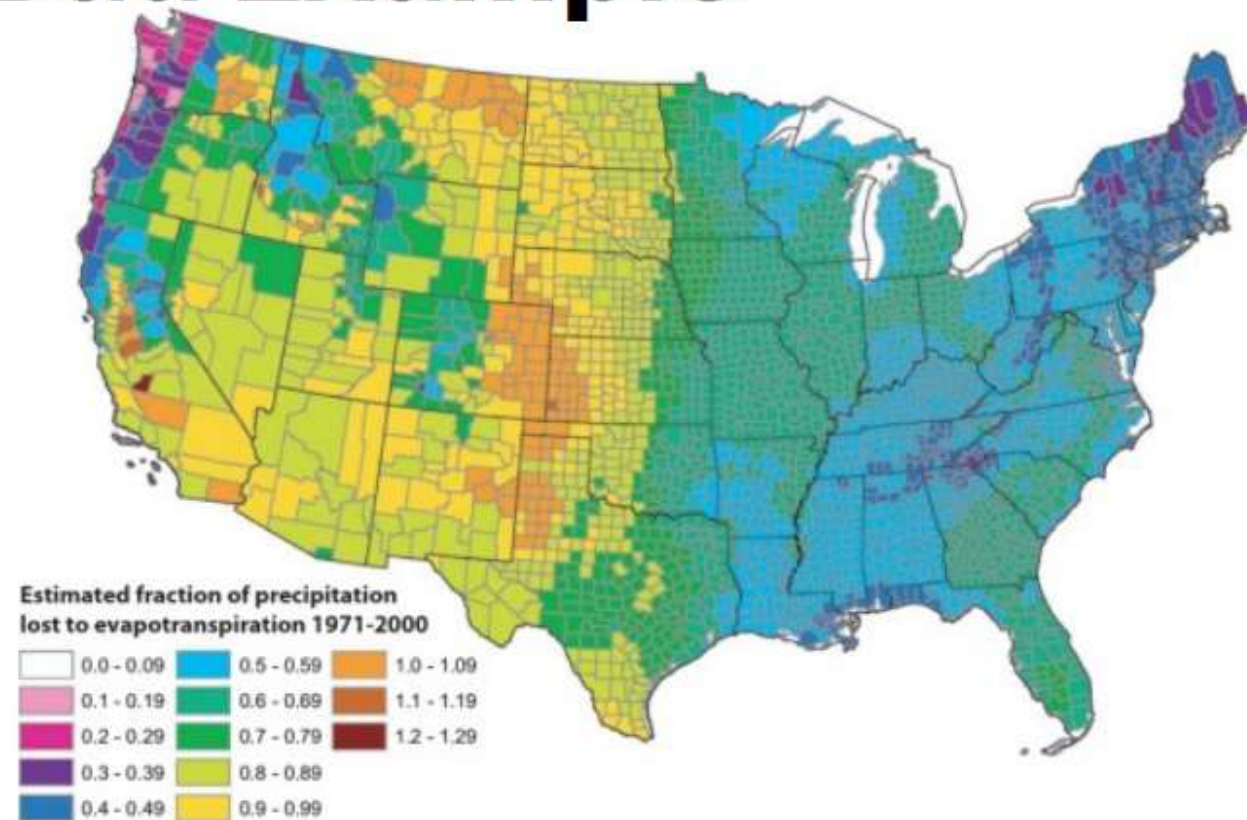 Bad Example
Estimated fraction of precipitation
lost to evapotranspiration 1971-2000
0.0 - 0.09
0.1 - 0.19
0.2 - 0.29
0.3 - 0.39
0.4 - 0.49
0.5 - 0.59
0.6 - 0.69
0.7 - 0.79
0.8 - 0.89
0.9 - 0.99
1.0 - 1.09
1.1 - 1.19
1.2 - 1.29